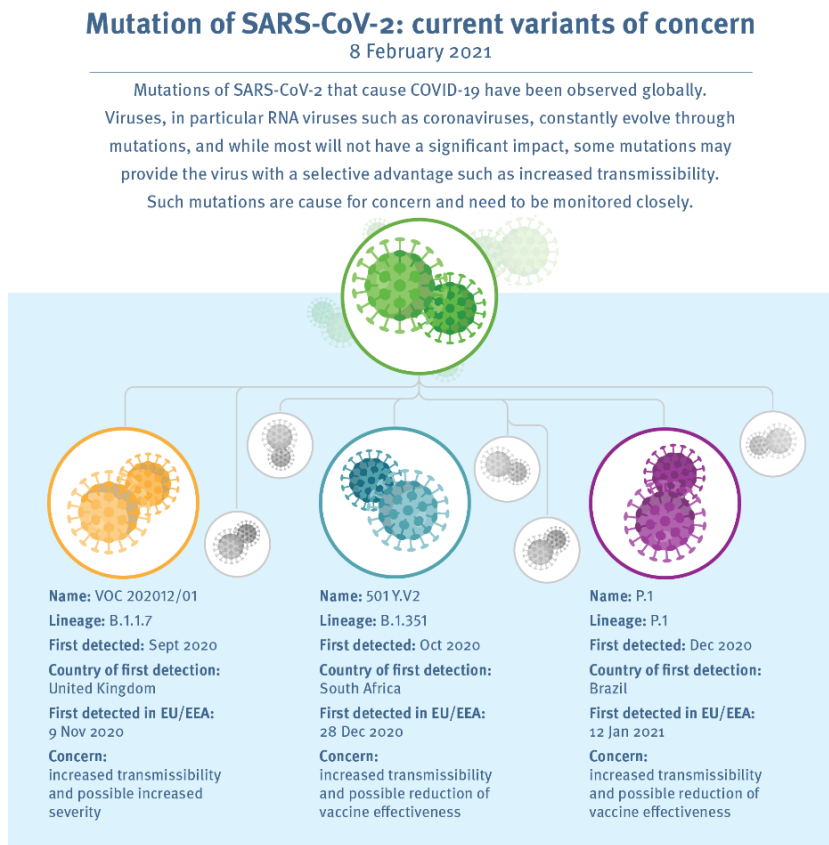 Mutation of SARS-CoV-2: current variants of concern
8 February 2021
Mutations of SARS-CoV-2 that cause COVID-19 have been observed globally.
Viruses, in particular RNA viruses such as coronaviruses, constantly evolve through
mutations, and while most will not have a significant impact, some mutations may
provide the virus with a selective advantage such as increased transmissibility.
Such mutations are cause for concern and need to be monitored closely.
Name: VOC 202012/01
Lineage: B.1.1.7
First detected: Sept 2020
Country of first detection:
United Kingdom
First detected in EU/EEA:
9 Nov 2020
Concern:
increased transmissibility
and possible increased
severity
Name: 501 Y.V2
Lineage: B.1.351
First detected: Oct 2020
Country of first detection:
South Africa
First detected in EU/EEA:
28 Dec 2020
Concern:
increased transmissibility
and possible reduction of
vaccine effectiveness
Name: P.1
Lineage: P.1
First detected: Dec 2020
Country of first detection:
Brazil
First detected in EU/EEA:
12 Jan 2021
Concern:
increased transmissibility
and possible reduction of
vaccine effectiveness